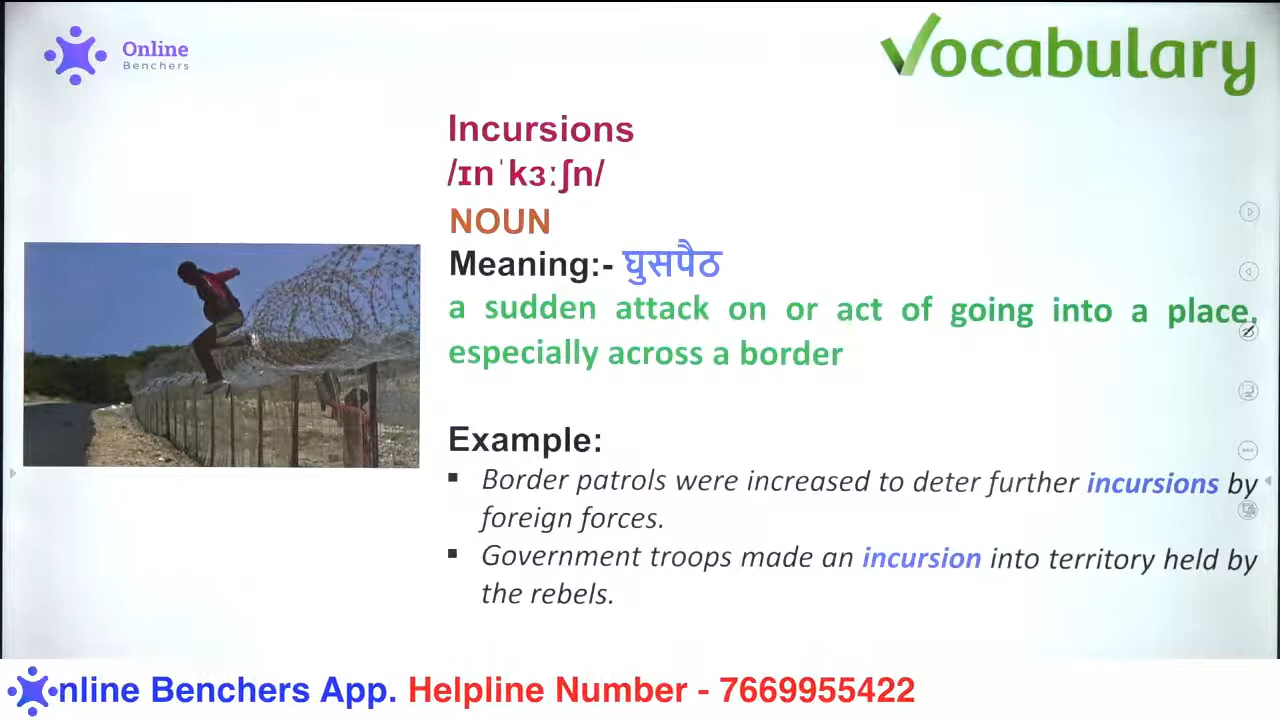 Online
Benchers
Vocabulary
Incursions
/ɪnˈkɜːʃn/
NOUN
Meaning:- घुसपैठ
a sudden attack on or act of going into a place,
especially across a border
Example:
▪ Border patrols were increased to deter further incursions by
foreign forces.
▪ Government troops made an incursion into territory held by
the rebels.
nline Benchers App. Helpline Number - 7669955422